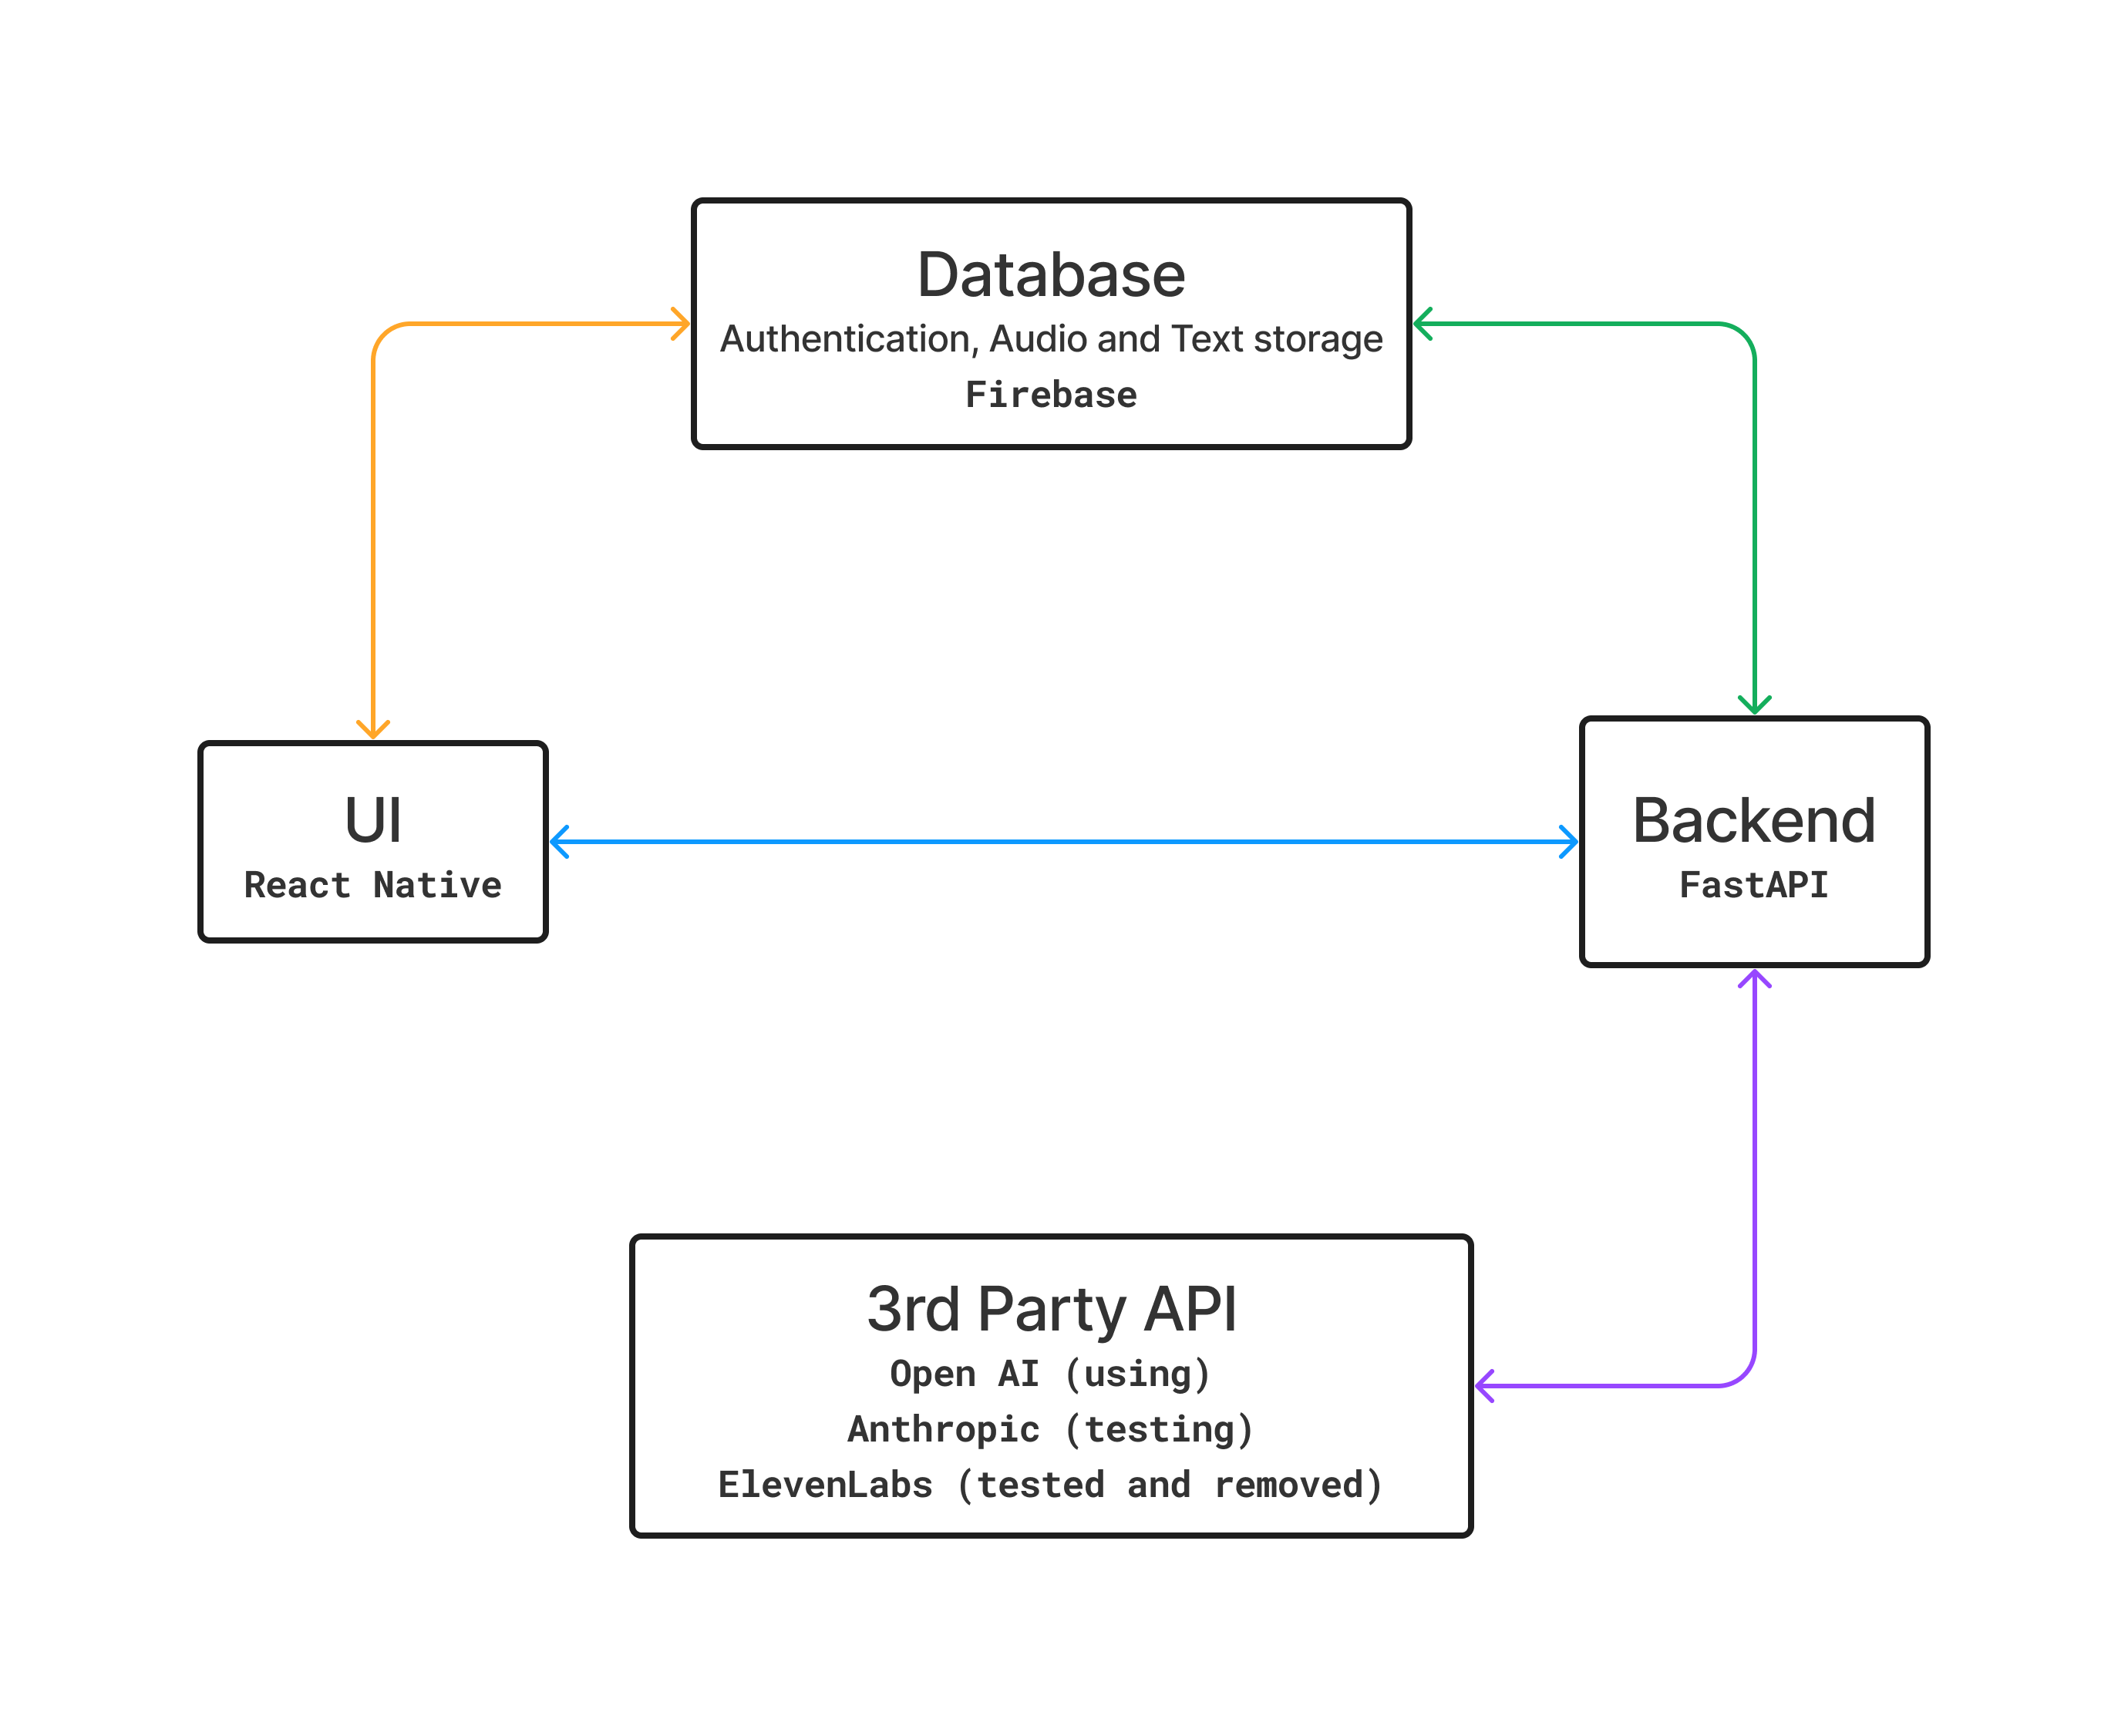 Database
Authentication, Audio and Text storage
Firebase
UI
React Native
Backend
FastAPI
3rd Party API
Open AI (using)
Anthropic (testing)
ElevenLabs (tested and removed)